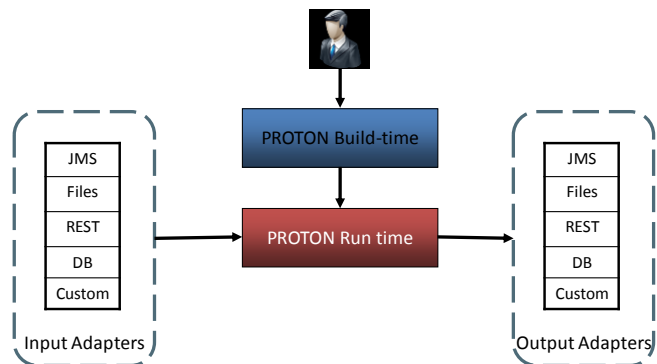 PROTON Build-time
JMS
Files
REST
DB
Custom
Input Adapters
PROTON Run time
JMS
Files
REST
DB
Custom
Output Adapters